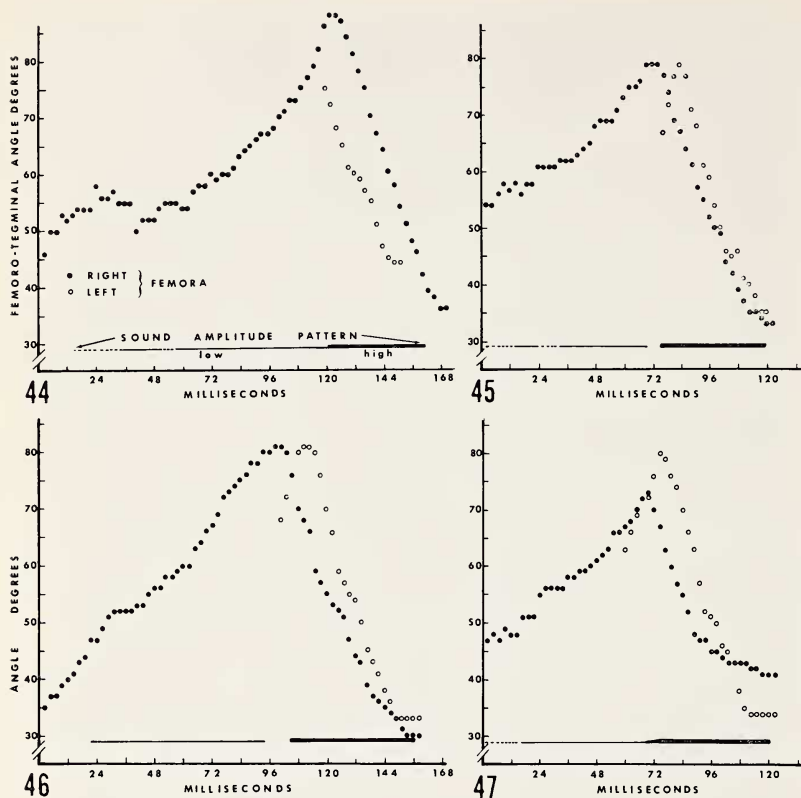 80
70
60
50
40
30
FEMORO-TEGMINAL ANGLE DEGREES
RIGHT
LEFT
FEMORA
SOUND AMPLITUDE PATTERN
low
high
24 48 72 96 120 144 168
MILLISECONDS
44
80
70
60
50
40
30
24 48 72 96 120
MILLISECONDS
45
80
70
60
50
40
30
ANGLE DEGREES
24 48 72 96 120 144 168
MILLISECONDS
46
80
70
60
50
40
30
24 48 72 96 120
MILLISECONDS
47